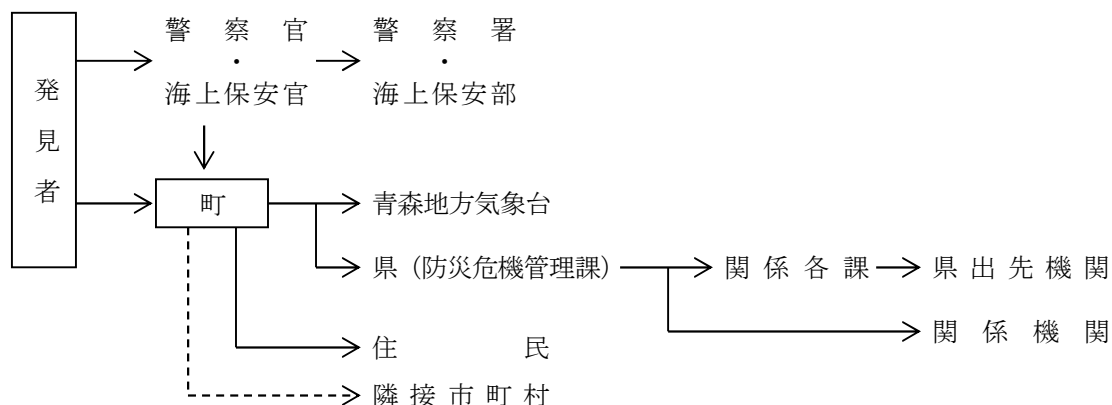 発見者
警察官
・
海上保安官
警察署
・
海上保安部
町
青森地方気象台
県（防災危機管理課）
関係各課
県出先機関
関係機関
住民
隣接市町村